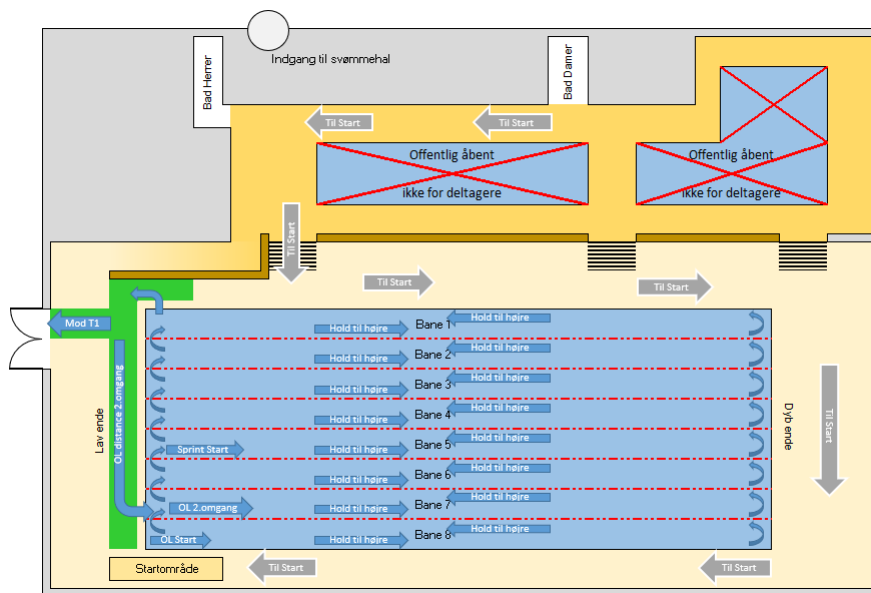 Indgang til svømmehal
Bad Herrer
Bad Damer
Til Start
Til Start
Offentlig åbent
ikke for deltagere
Offentlig åbent
ikke for deltagere
Til Start
Til Start
Til Start
Mod T1
Hold til højre
Bane 1
Hold til højre
Hold til højre
Bane 2
Hold til højre
Hold til højre
Bane 3
Hold til højre
Hold til højre
Bane 4
Hold til højre
Sprint Start
Hold til højre
Bane 5
Hold til højre
Hold til højre
Bane 6
Hold til højre
OL 2.omgang
Hold til højre
Bane 7
Hold til højre
OL Start
Hold til højre
Bane 8
Hold til højre
Lav ende
OL distance 2.omgang
Dyb ende
Til Start
Startområde
Til Start
Til Start